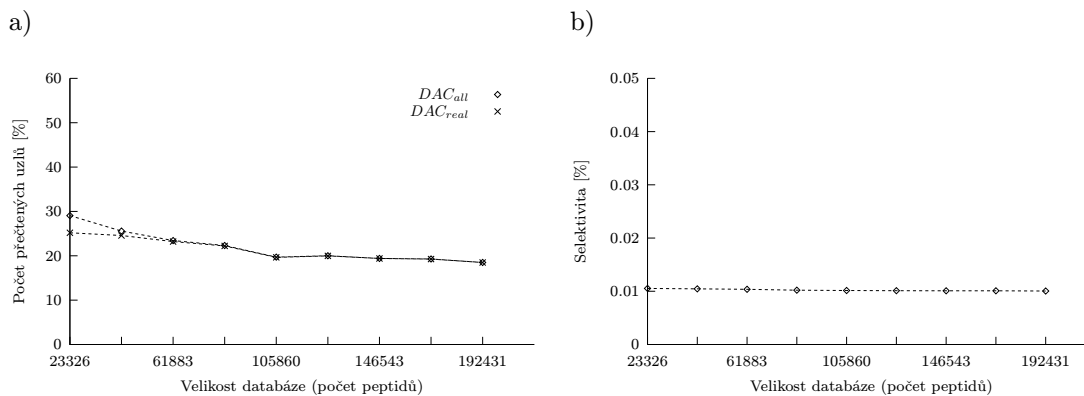 a)
Počet přečtených uzlů [%]
60
50
40
30
20
10
0
DAC_all
DAC_real
23326 61883 105860 146543 192431
Velikost databáze (počet peptidů)
b)
Selektivita [%]
0.05
0.04
0.03
0.02
0.01
0
23326 61883 105860 146543 192431
Velikost databáze (počet peptidů)